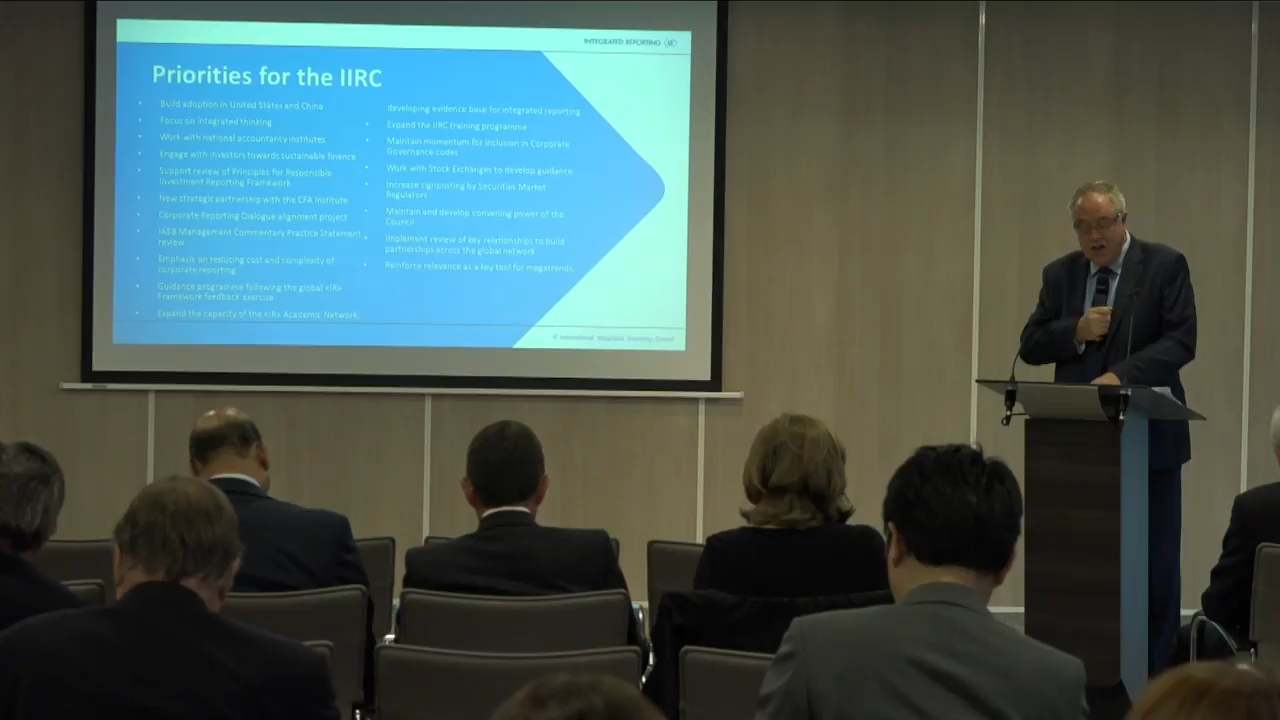 INTEGRATED REPORTING <IR>
Priorities for the IIRC
• Build adoption in United States and China
• Focus on integrated thinking
• Work with national accountancy institutes
• Engage with investors towards sustainable finance
• Support review of Principles for Responsible
Investment Reporting Framework
• New strategic partnership with the CFA Institute
• Corporate Reporting Dialogue alignment project
• IASB Management Commentary Practice Statement
review
• Emphasis on reducing cost and complexity of
corporate reporting
• Guidance programme following the global <IR>
Framework feedback exercise
• Expand the capacity of the <IR> Academic Network,
developing evidence base for integrated reporting
• Expand the IIRC training programme
• Maintain momentum for inclusion in Corporate
Governance codes
• Work with Stock Exchanges to develop guidance
• Increase signposting by Securities Market
Regulators
• Maintain and develop convening power of the
Council
• Implement review of key relationships to build
partnerships across the global network
• Reinforce relevance as a key tool for megatrends.
© International Integrated Reporting Council